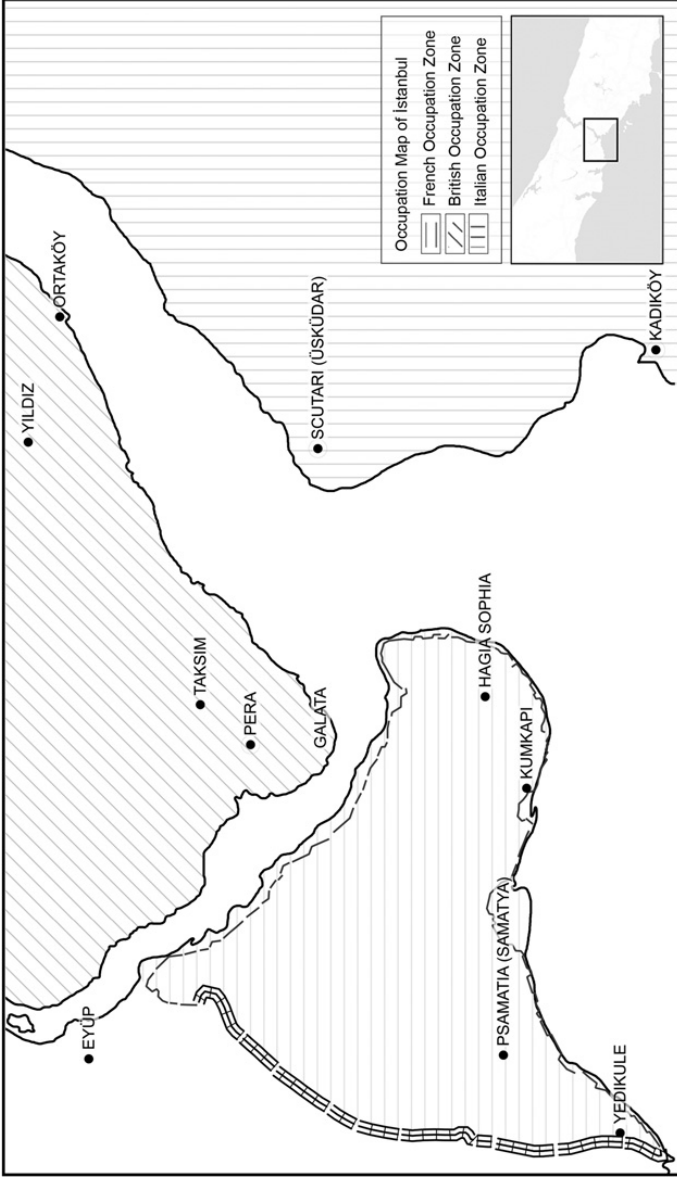 Occupation Map of İstanbul
French Occupation Zone
British Occupation Zone
Italian Occupation Zone
YILDIZ
ORTAKÖY
EYÜP
TAKSIM
PERA
GALATA
SCUTARI (ÜSKÜDAR)
HAGIA SOPHIA
KUMKAPI
PSAMATIA (SAMATYA)
YEDIKULE
KADIKÖY